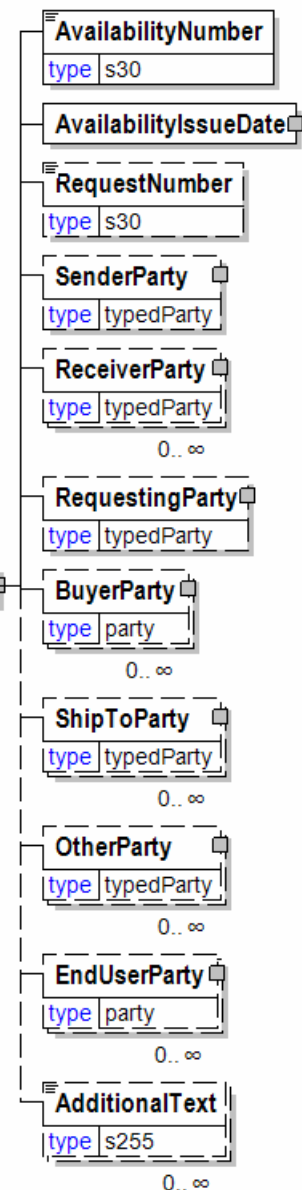 AvailabilityNumber
type s30
AvailabilityIssueDate
RequestNumber
type s30
SenderParty
type typedParty
ReceiverParty
type typedParty
0.. ∞
RequestingParty
type typedParty
BuyerParty
type party
0.. ∞
ShipToParty
type typedParty
0.. ∞
OtherParty
type typedParty
0.. ∞
EndUserParty
type party
0.. ∞
AdditionalText
type s255
0.. ∞